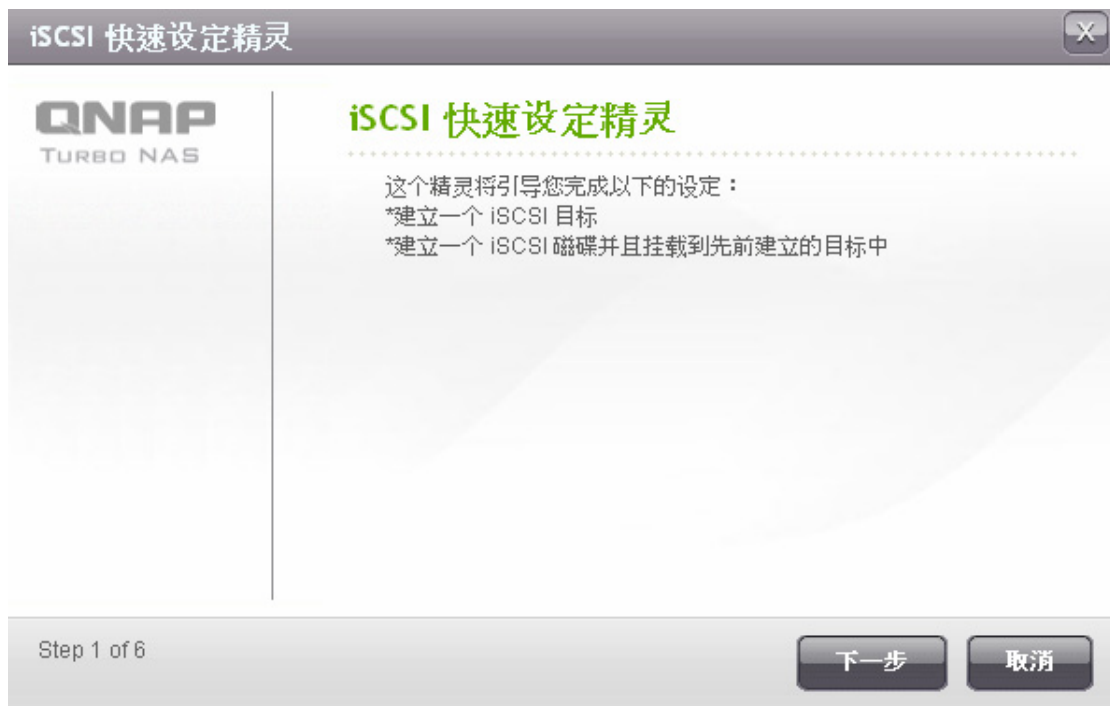 iSCSI 快速设定精灵
X
QNAP
TURBO NAS
iSCSI 快速设定精灵
这个精灵将引导您完成以下的设定：
*建立一个 iSCSI 目标
*建立一个 iSCSI 磁碟并且挂载到先前建立的目标中
Step 1 of 6
下一步
取消